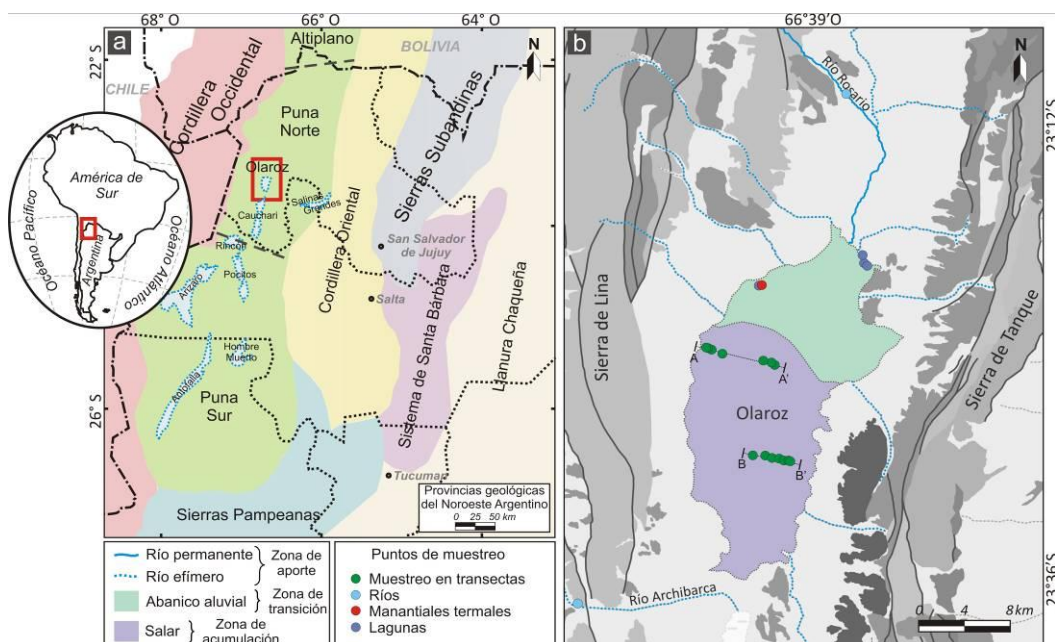 68° O
66° O
64° O
a
22° S
26° S
CHILE
BOLIVIA
N
Altiplano
Cordillera
Occidental
Puna
Norte
Olaroz
Cauchari
Salinas
Grandes
Rincón
Pocitos
Arizaro
Hombre
Muerto
Antofalla
Puna
Sur
Cordillera Oriental
Sierras Subandinas
San Salvador
de Jujuy
Salta
Sistema de Santa Bárbara
Llanura Chaqueña
Tucuman
Sierras Pampeanas
Provincias geológicas
del Noroeste Argentino
0 25 50 km
América de
Sur
Océano Pacífico
Océano Atlántico
Argentina
Río permanente
Río efímero
Zona de
aporte
Abanico aluvial
Zona de
transición
Salar
Zona de
acumulación
Puntos de muestreo
Muestreo en transectas
Ríos
Manantiales termales
Lagunas
66°39 O
b
N
23°12'S
23°36'S
Río Rosario
Sierra de Lina
Sierra de Tanque
A
A'
Olaroz
B
B'
Río Archibarca
0 4 8 km